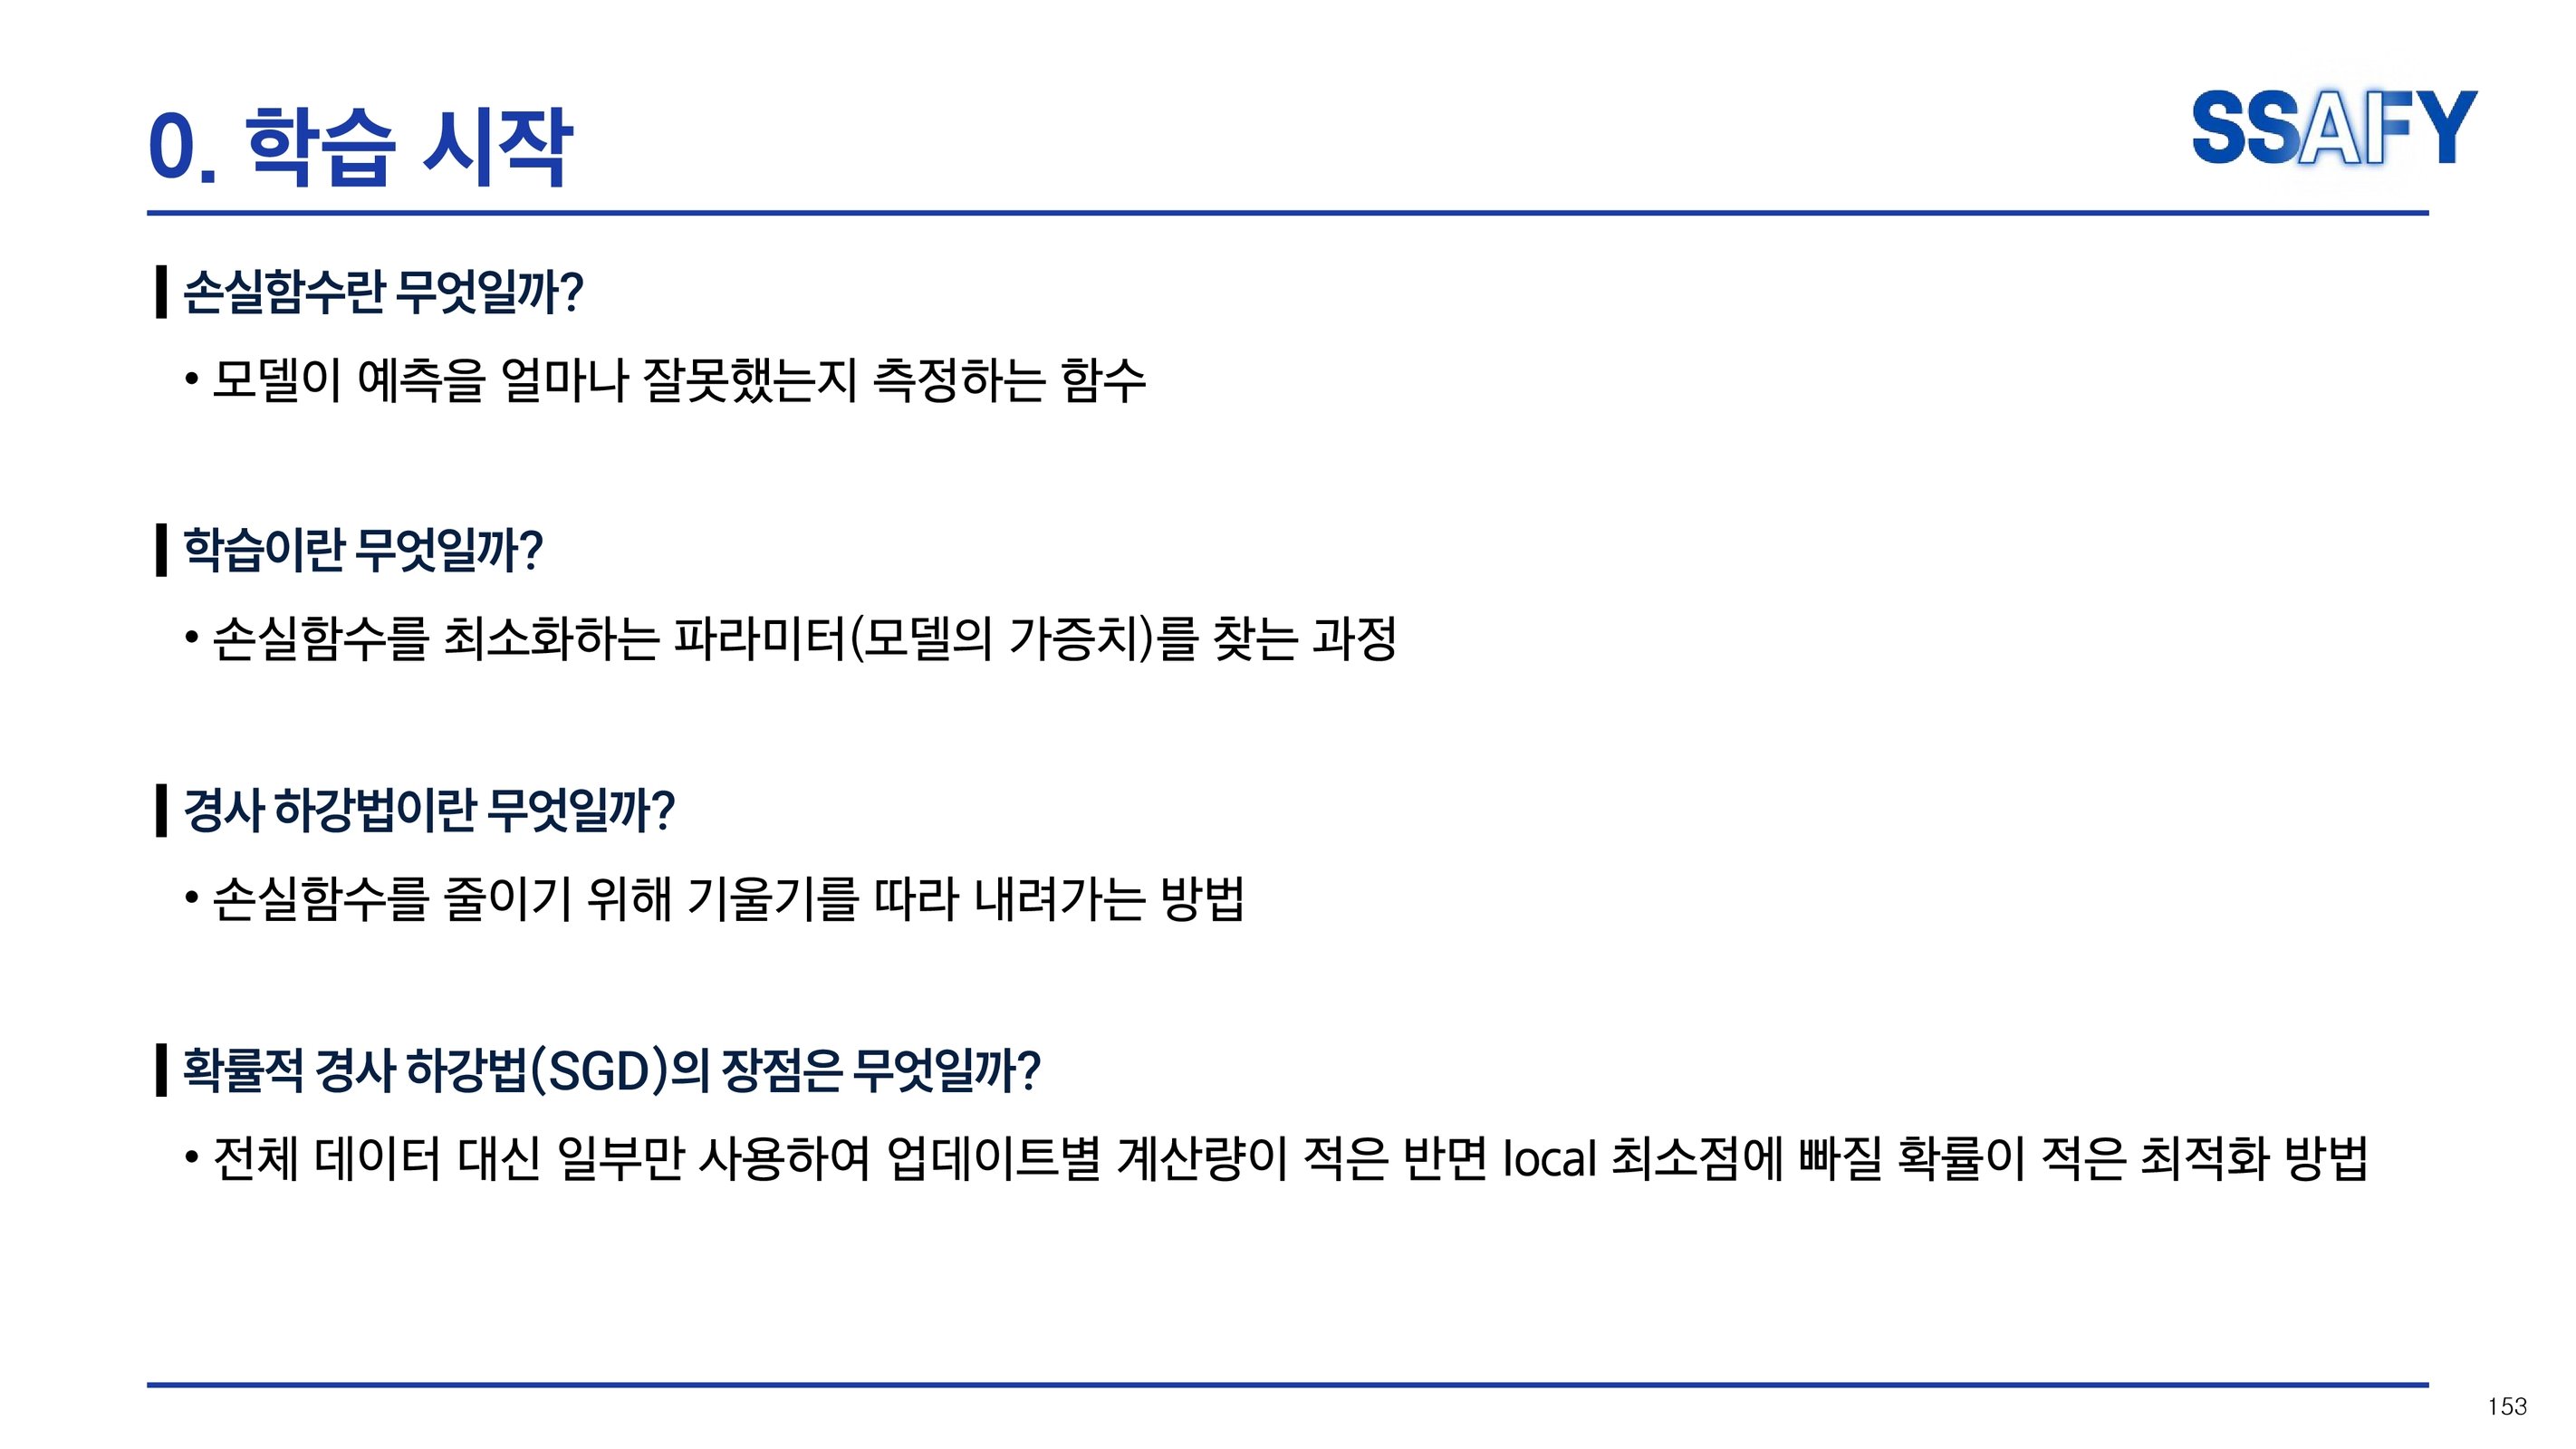 0. 학습 시작
SSAFY
손실함수란 무엇일까?
• 모델이 예측을 얼마나 잘못했는지 측정하는 함수
학습이란 무엇일까?
• 손실함수를 최소화하는 파라미터(모델의 가중치)를 찾는 과정
경사 하강법이란 무엇일까?
• 손실함수를 줄이기 위해 기울기를 따라 내려가는 방법
확률적 경사 하강법(SGD)의 장점은 무엇일까?
• 전체 데이터 대신 일부만 사용하여 업데이트별 계산량이 적은 반면 local 최소점에 빠질 확률이 적은 최적화 방법
153